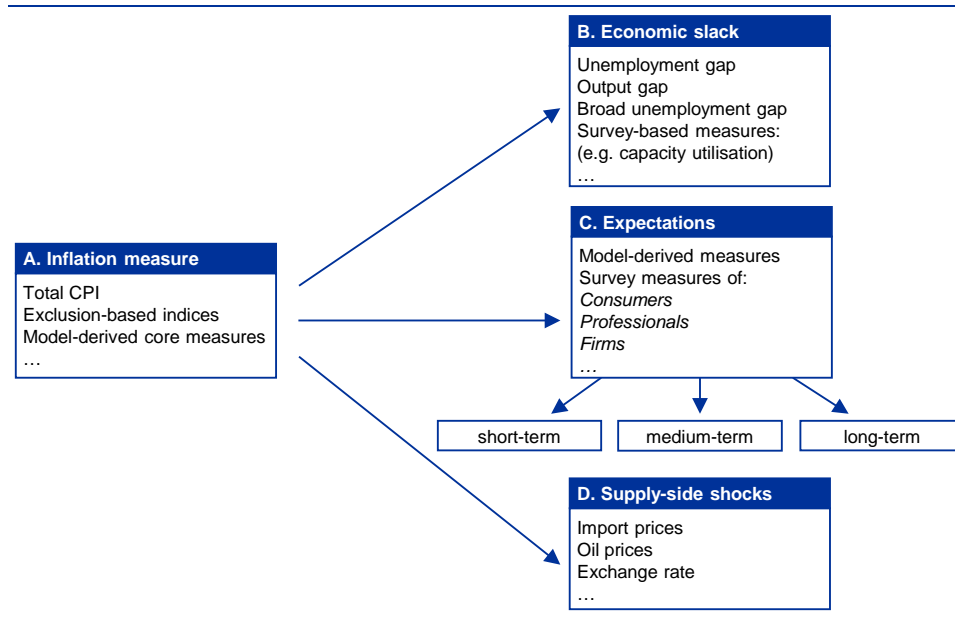 B. Economic slack
Unemployment gap
Output gap
Broad unemployment gap
Survey-based measures:
(e.g. capacity utilisation)
…
A. Inflation measure
Total CPI
Exclusion-based indices
Model-derived core measures
…
C. Expectations
Model-derived measures
Survey measures of:
Consumers
Professionals
Firms
…
short-term
medium-term
long-term
D. Supply-side shocks
Import prices
Oil prices
Exchange rate
…